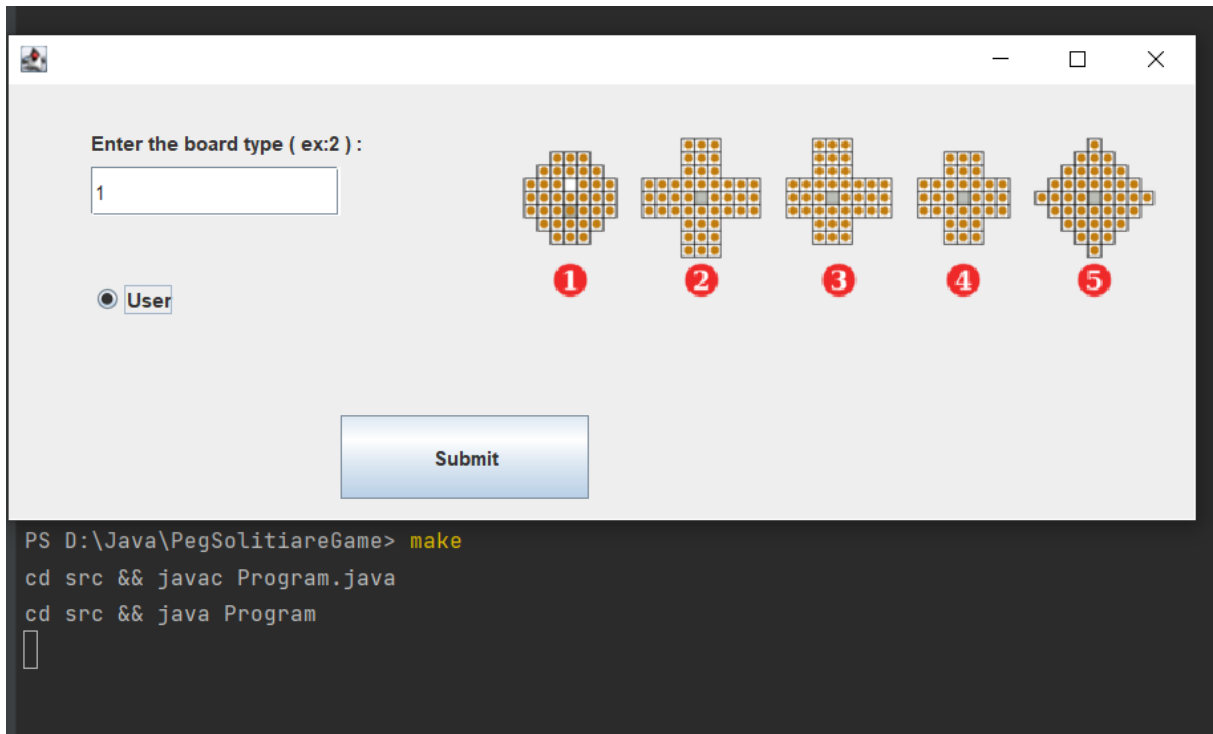 Enter the board type ( ex:2 ) :
1
1 2 3 4 5
User
Submit
PS D:\Java\PegSolitiareGame> make
cd src && javac Program.java
cd src && java Program